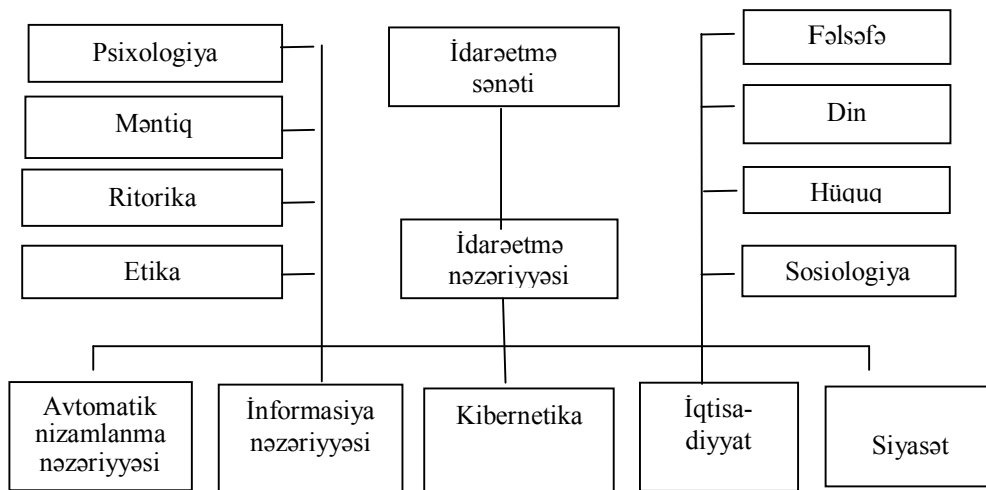 Psixologiya
Məntiq
Ritorika
Etika
İdarəetmə
sənəti
İdarəetmə
nəzəriyyəsi
Fəlsəfə
Din
Hüquq
Sosiologiya
Avtomatik
nizamlanma
nəzəriyyəsi
İnformasiya
nəzəriyyəsi
Kibernetika
İqtisa-
diyyat
Siyasət